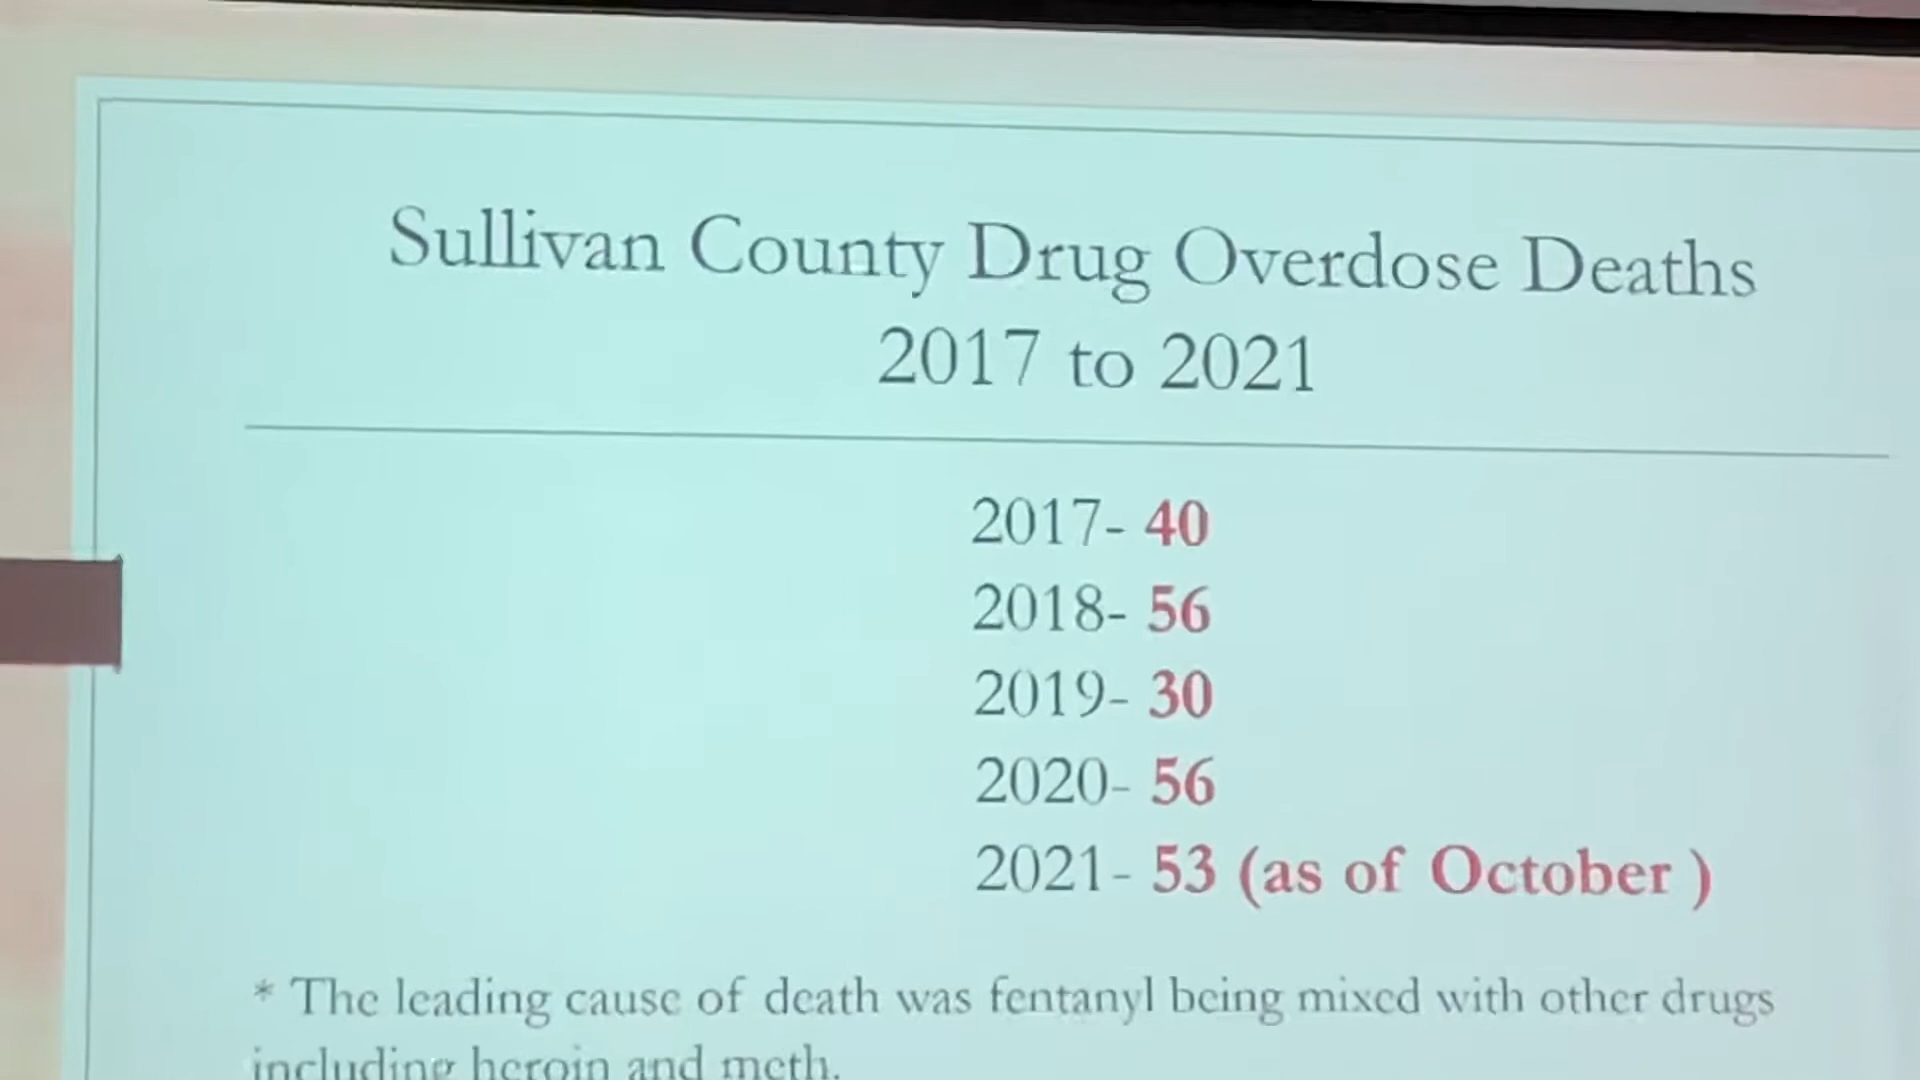 Sullivan County Drug Overdose Deaths
2017 to 2021
2017- 40
2018- 56
2019- 30
2020- 56
2021- 53 (as of October )
* The leading cause of death was fentanyl being mixed with other drugs
including heroin and meth.